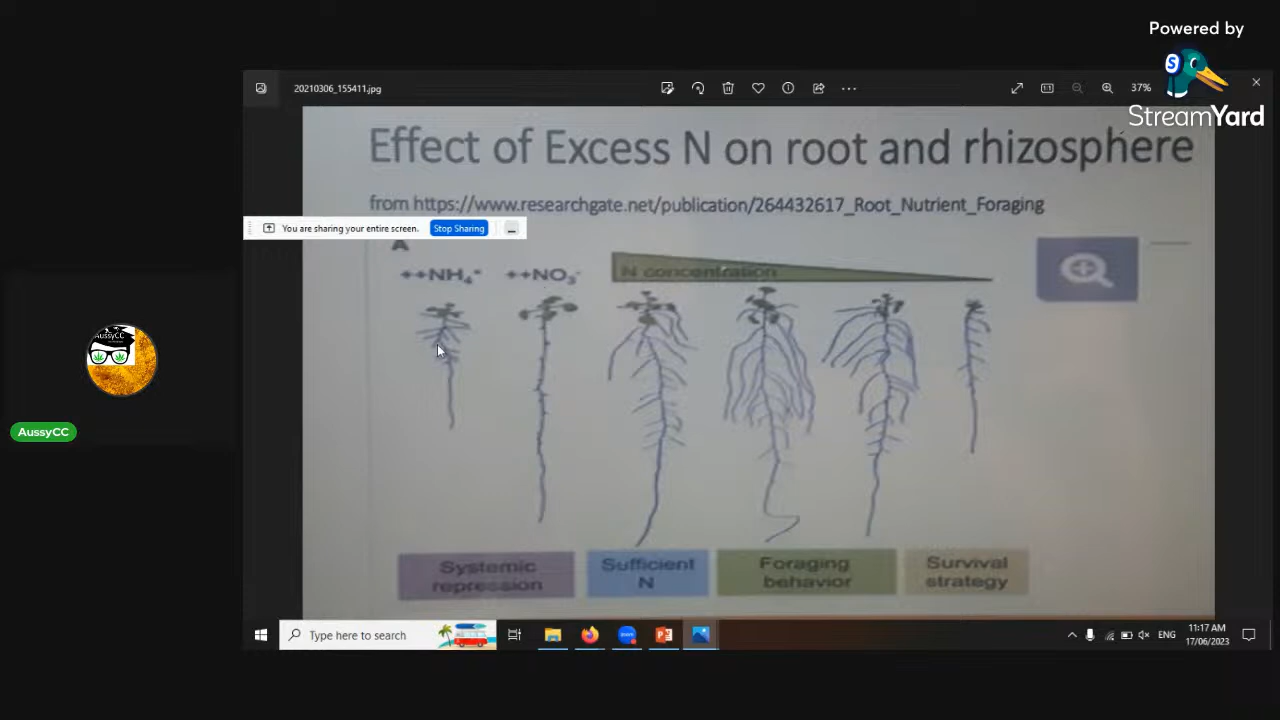 Powered by
S
StreamYard
20210306_155411.jpg
37%
Effect of Excess N on root and rhizosphere
from https://www.researchgate.net/publication/264432617_Root_Nutrient_Foraging
You are sharing your entire screen.
Stop Sharing
A
++NH₄⁺
++NO₃⁻
N concentration
AussyCC
AussyCC
Systemic
repression
Sufficient
N
Foraging
behavior
Survival
strategy
Type here to search
zoom
ENG
11:17 AM
17/06/2023